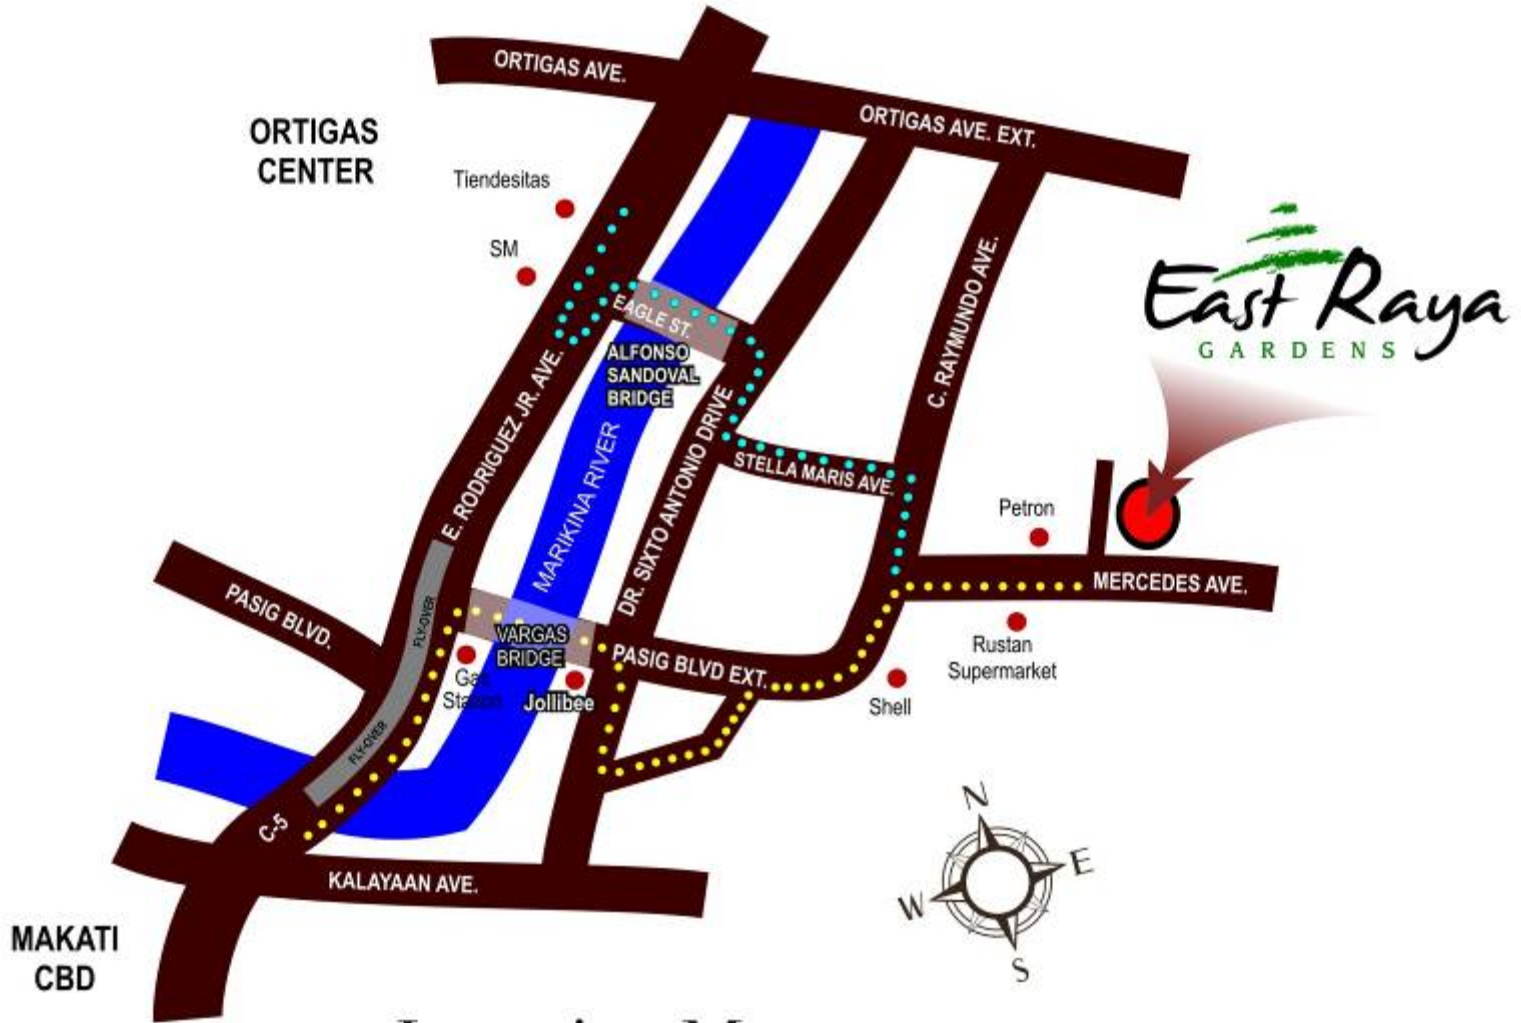 ORTIGAS AVE.
ORTIGAS AVE. EXT.
ORTIGAS
CENTER
Tiendesitas
SM
EAGLE ST.
ALFONSO
SANDOVAL
BRIDGE
E. RODRIGUEZ JR. AVE.
MARIKINA RIVER
DR. SIXTO ANTONIO DRIVE
C. RAYMUNDO AVE.
STELLA MARIS AVE.
East Raya
GARDENS
Petron
MERCEDES AVE.
Rustan
Supermarket
Shell
PASIG BLVD.
FLY-OVER
FLY-OVER
VARGAS
BRIDGE
PASIG BLVD EXT.
Gas
Station
Jollibee
C-5
KALAYAAN AVE.
MAKATI
CBD
N
E
W
S